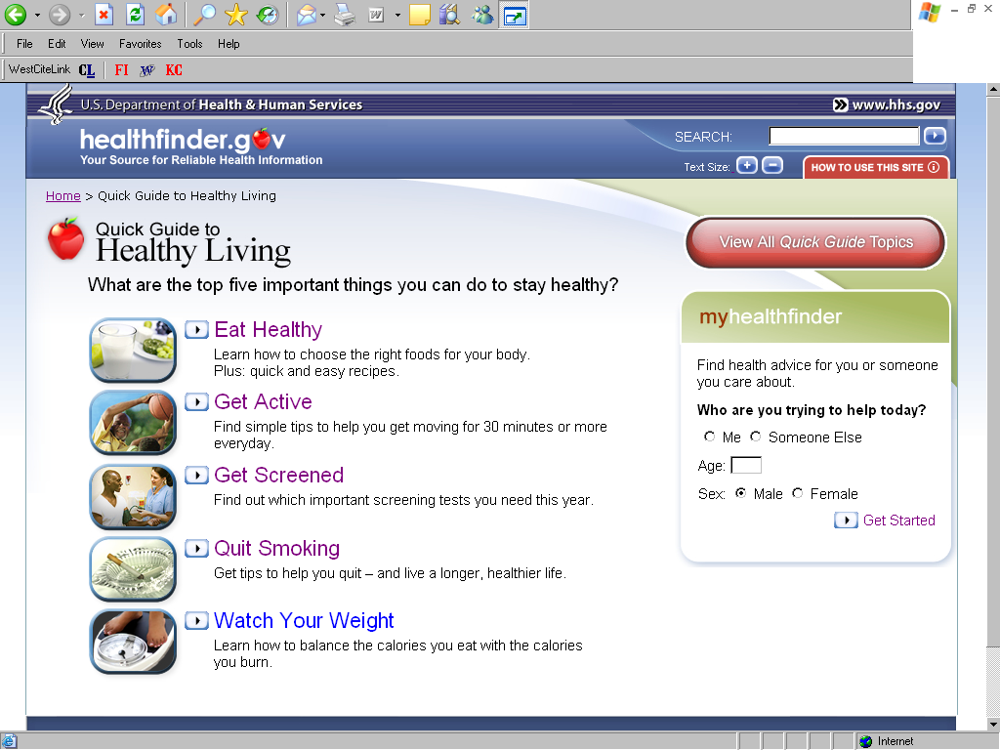 File Edit View Favorites Tools Help
WestCiteLink CL FI W KC
U.S. Department of Health & Human Services
www.hhs.gov
healthfinder.gov
Your Source for Reliable Health Information
SEARCH:
Text Size: + −
HOW TO USE THIS SITE
Home > Quick Guide to Healthy Living
Quick Guide to
Healthy Living
View All Quick Guide Topics
What are the top five important things you can do to stay healthy?
Eat Healthy
Learn how to choose the right foods for your body.
Plus: quick and easy recipes.
Get Active
Find simple tips to help you get moving for 30 minutes or more
everyday.
Get Screened
Find out which important screening tests you need this year.
Quit Smoking
Get tips to help you quit – and live a longer, healthier life.
Watch Your Weight
Learn how to balance the calories you eat with the calories
you burn.
myhealthfinder
Find health advice for you or someone
you care about.
Who are you trying to help today?
Me Someone Else
Age:
Sex: Male Female
Get Started
Internet